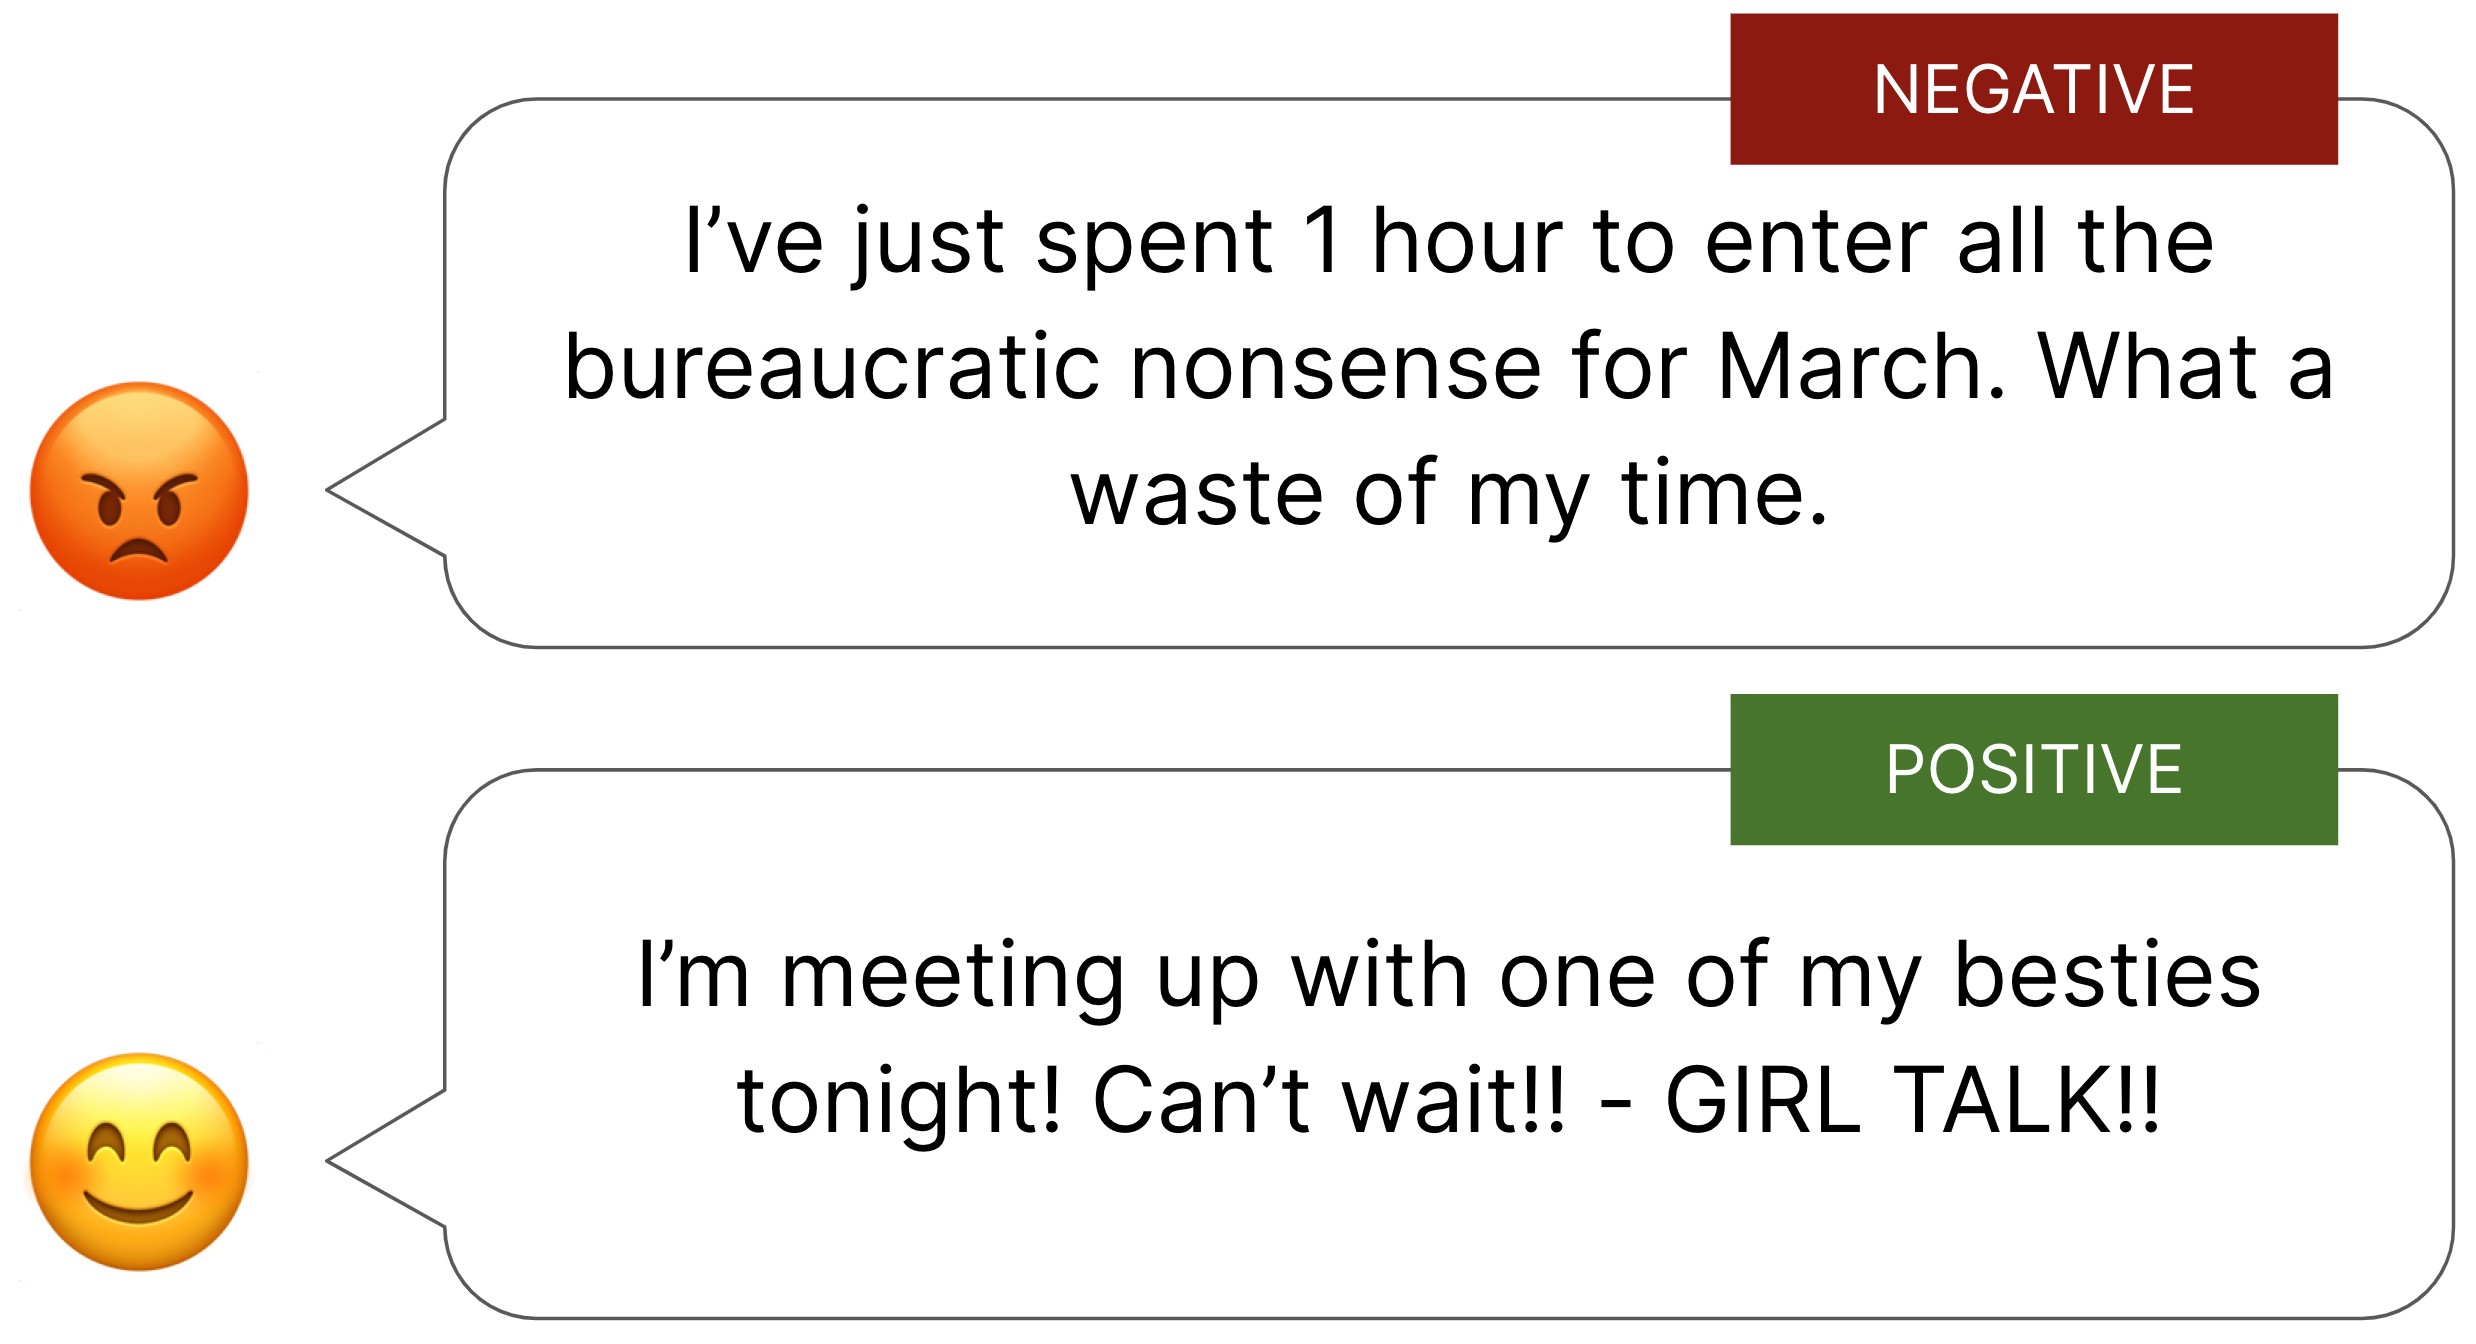 NEGATIVE
I’ve just spent 1 hour to enter all the
bureaucratic nonsense for March. What a
waste of my time.
POSITIVE
I’m meeting up with one of my besties
tonight! Can’t wait!! - GIRL TALK!!